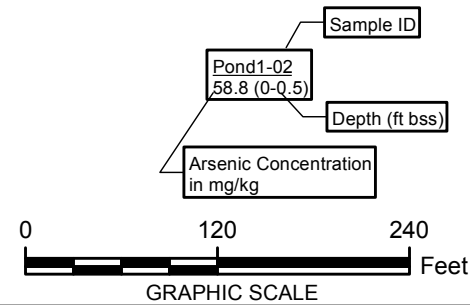 Sample ID
Pond1-02
58.8 (0-0.5)
Depth (ft bss)
Arsenic Concentration
in mg/kg
0 120 240
Feet
GRAPHIC SCALE